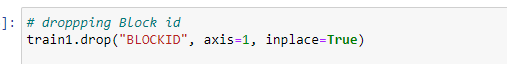 ]: # droppping Block id
train1.drop("BLOCKID", axis=1, inplace=True)